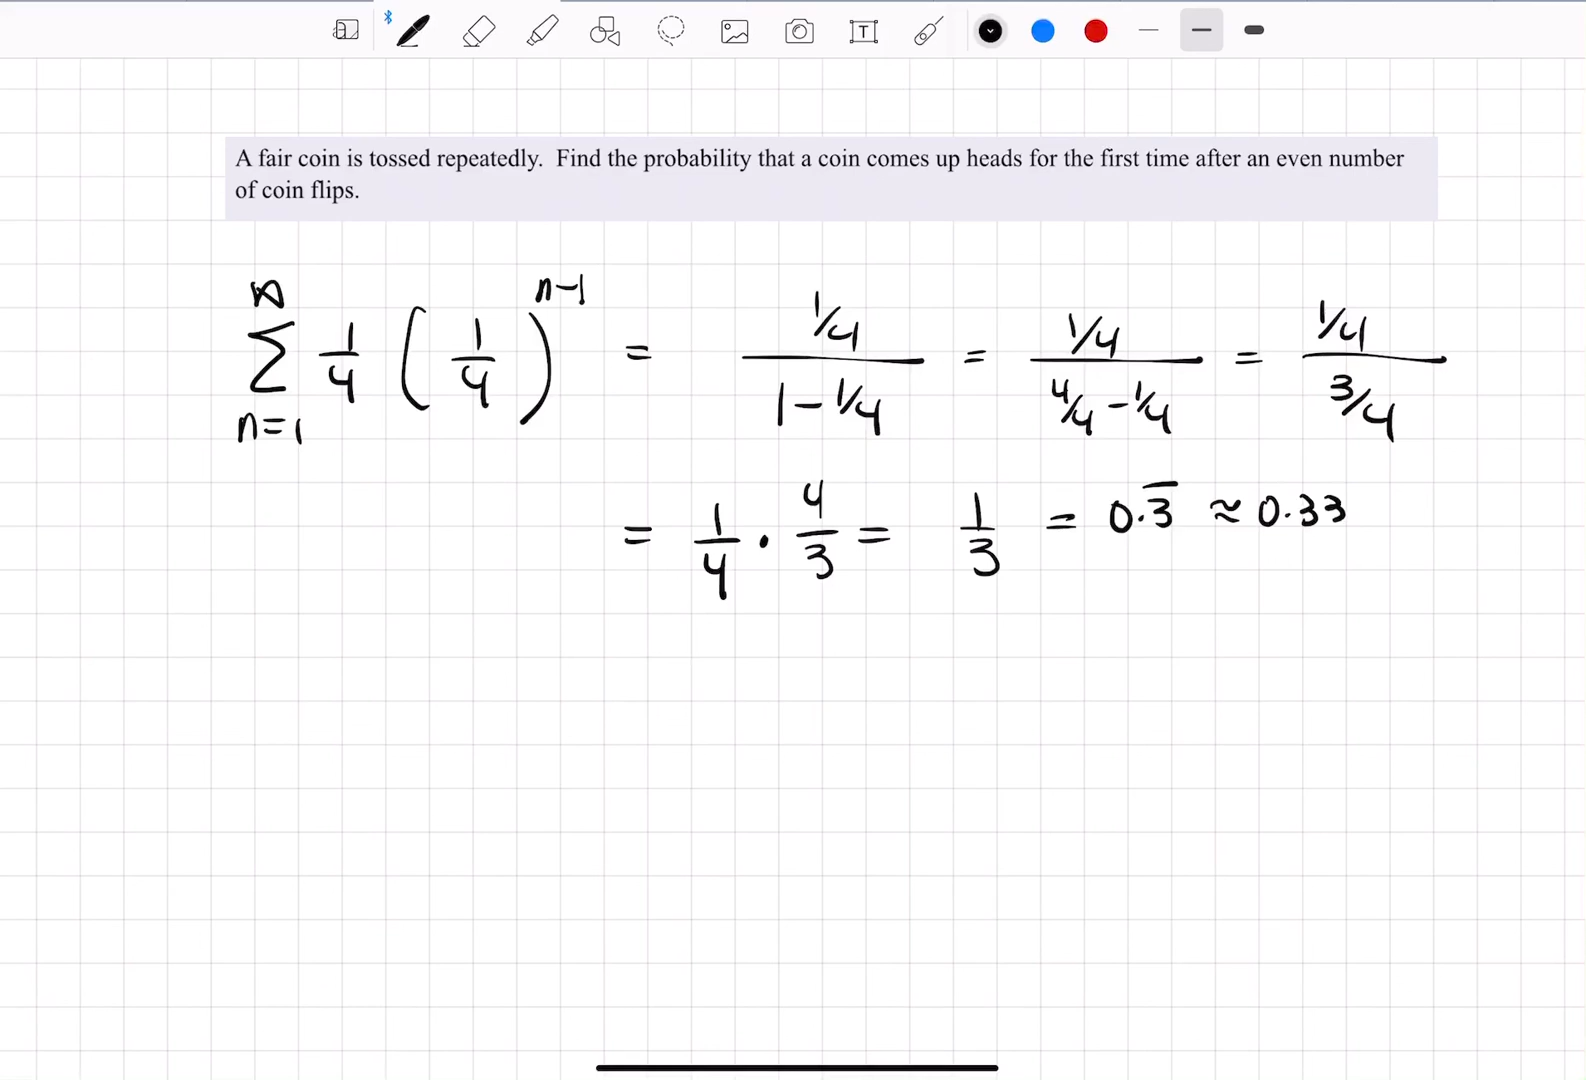 A fair coin is tossed repeatedly. Find the probability that a coin comes up heads for the first time after an even number
of coin flips.
∞ ∑ n=1 1/4 (1/4)^(n-1) = (1/4)/(1 - 1/4) = (1/4)/(4/4 - 1/4) = (1/4)/(3/4)
= 1/4 · 4/3 = 1/3 = 0.3̅ ≈ 0.33